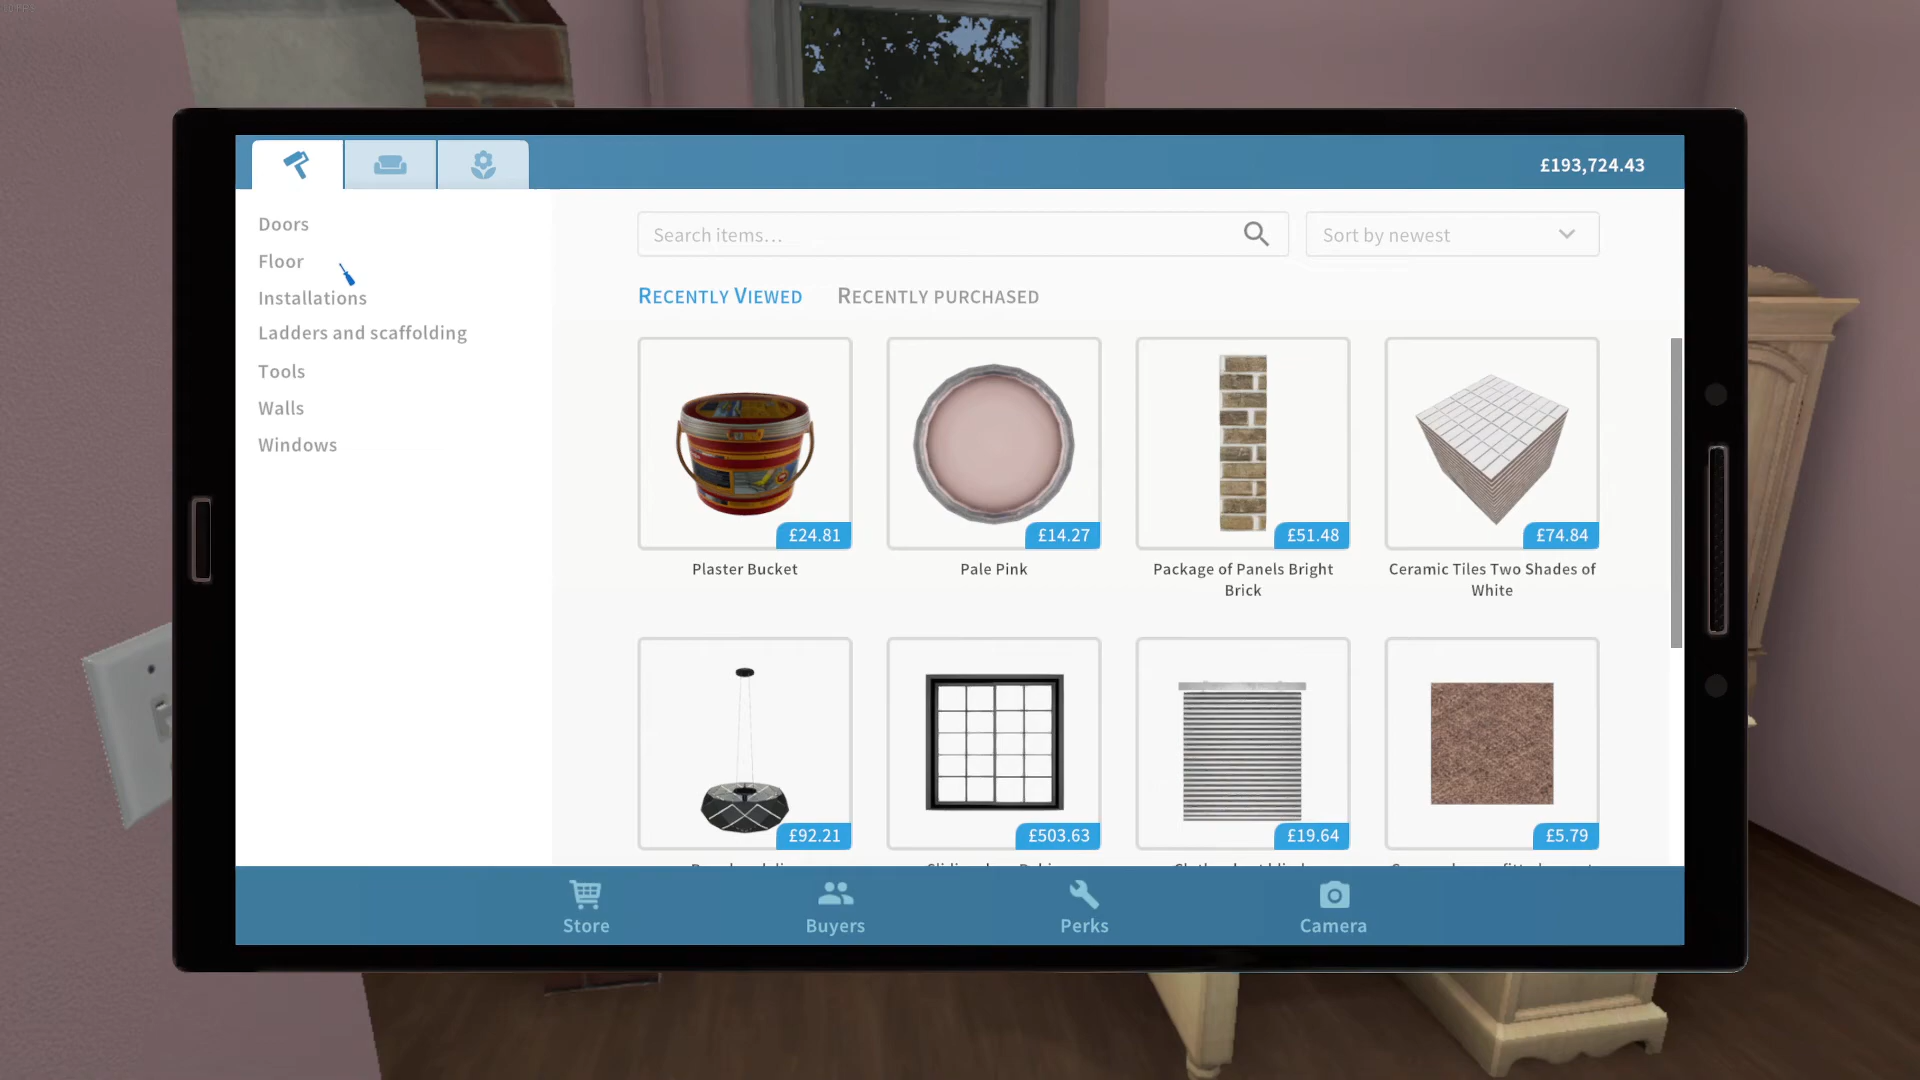 £193,724.43
Doors
Floor
Installations
Ladders and scaffolding
Tools
Walls
Windows
Search items...
Sort by newest
RECENTLY VIEWED
RECENTLY PURCHASED
£24.81
£14.27
£51.48
£74.84
Plaster Bucket
Pale Pink
Package of Panels Bright
Brick
Ceramic Tiles Two Shades of
White
£92.21
£503.63
£19.64
£5.79
Store
Buyers
Perks
Camera